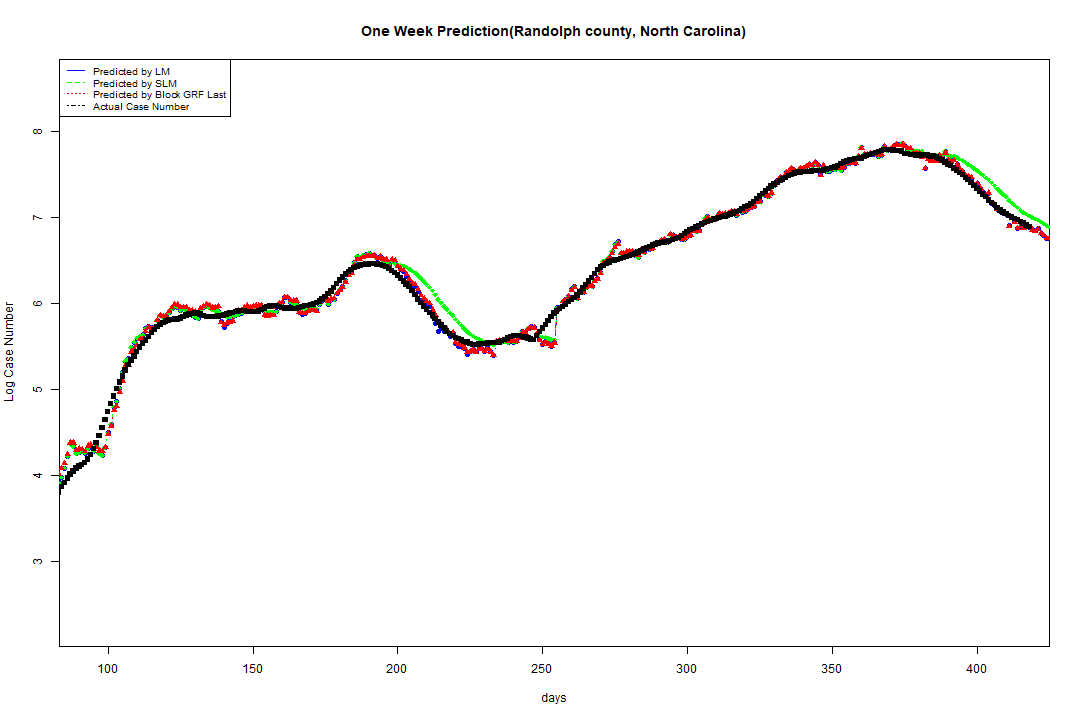 One Week Prediction(Randolph county, North Carolina)
Predicted by LM
Predicted by SLM
Predicted by Block GRF Last
Actual Case Number
8
7
6
5
4
3
Log Case Number
100 150 200 250 300 350 400
days